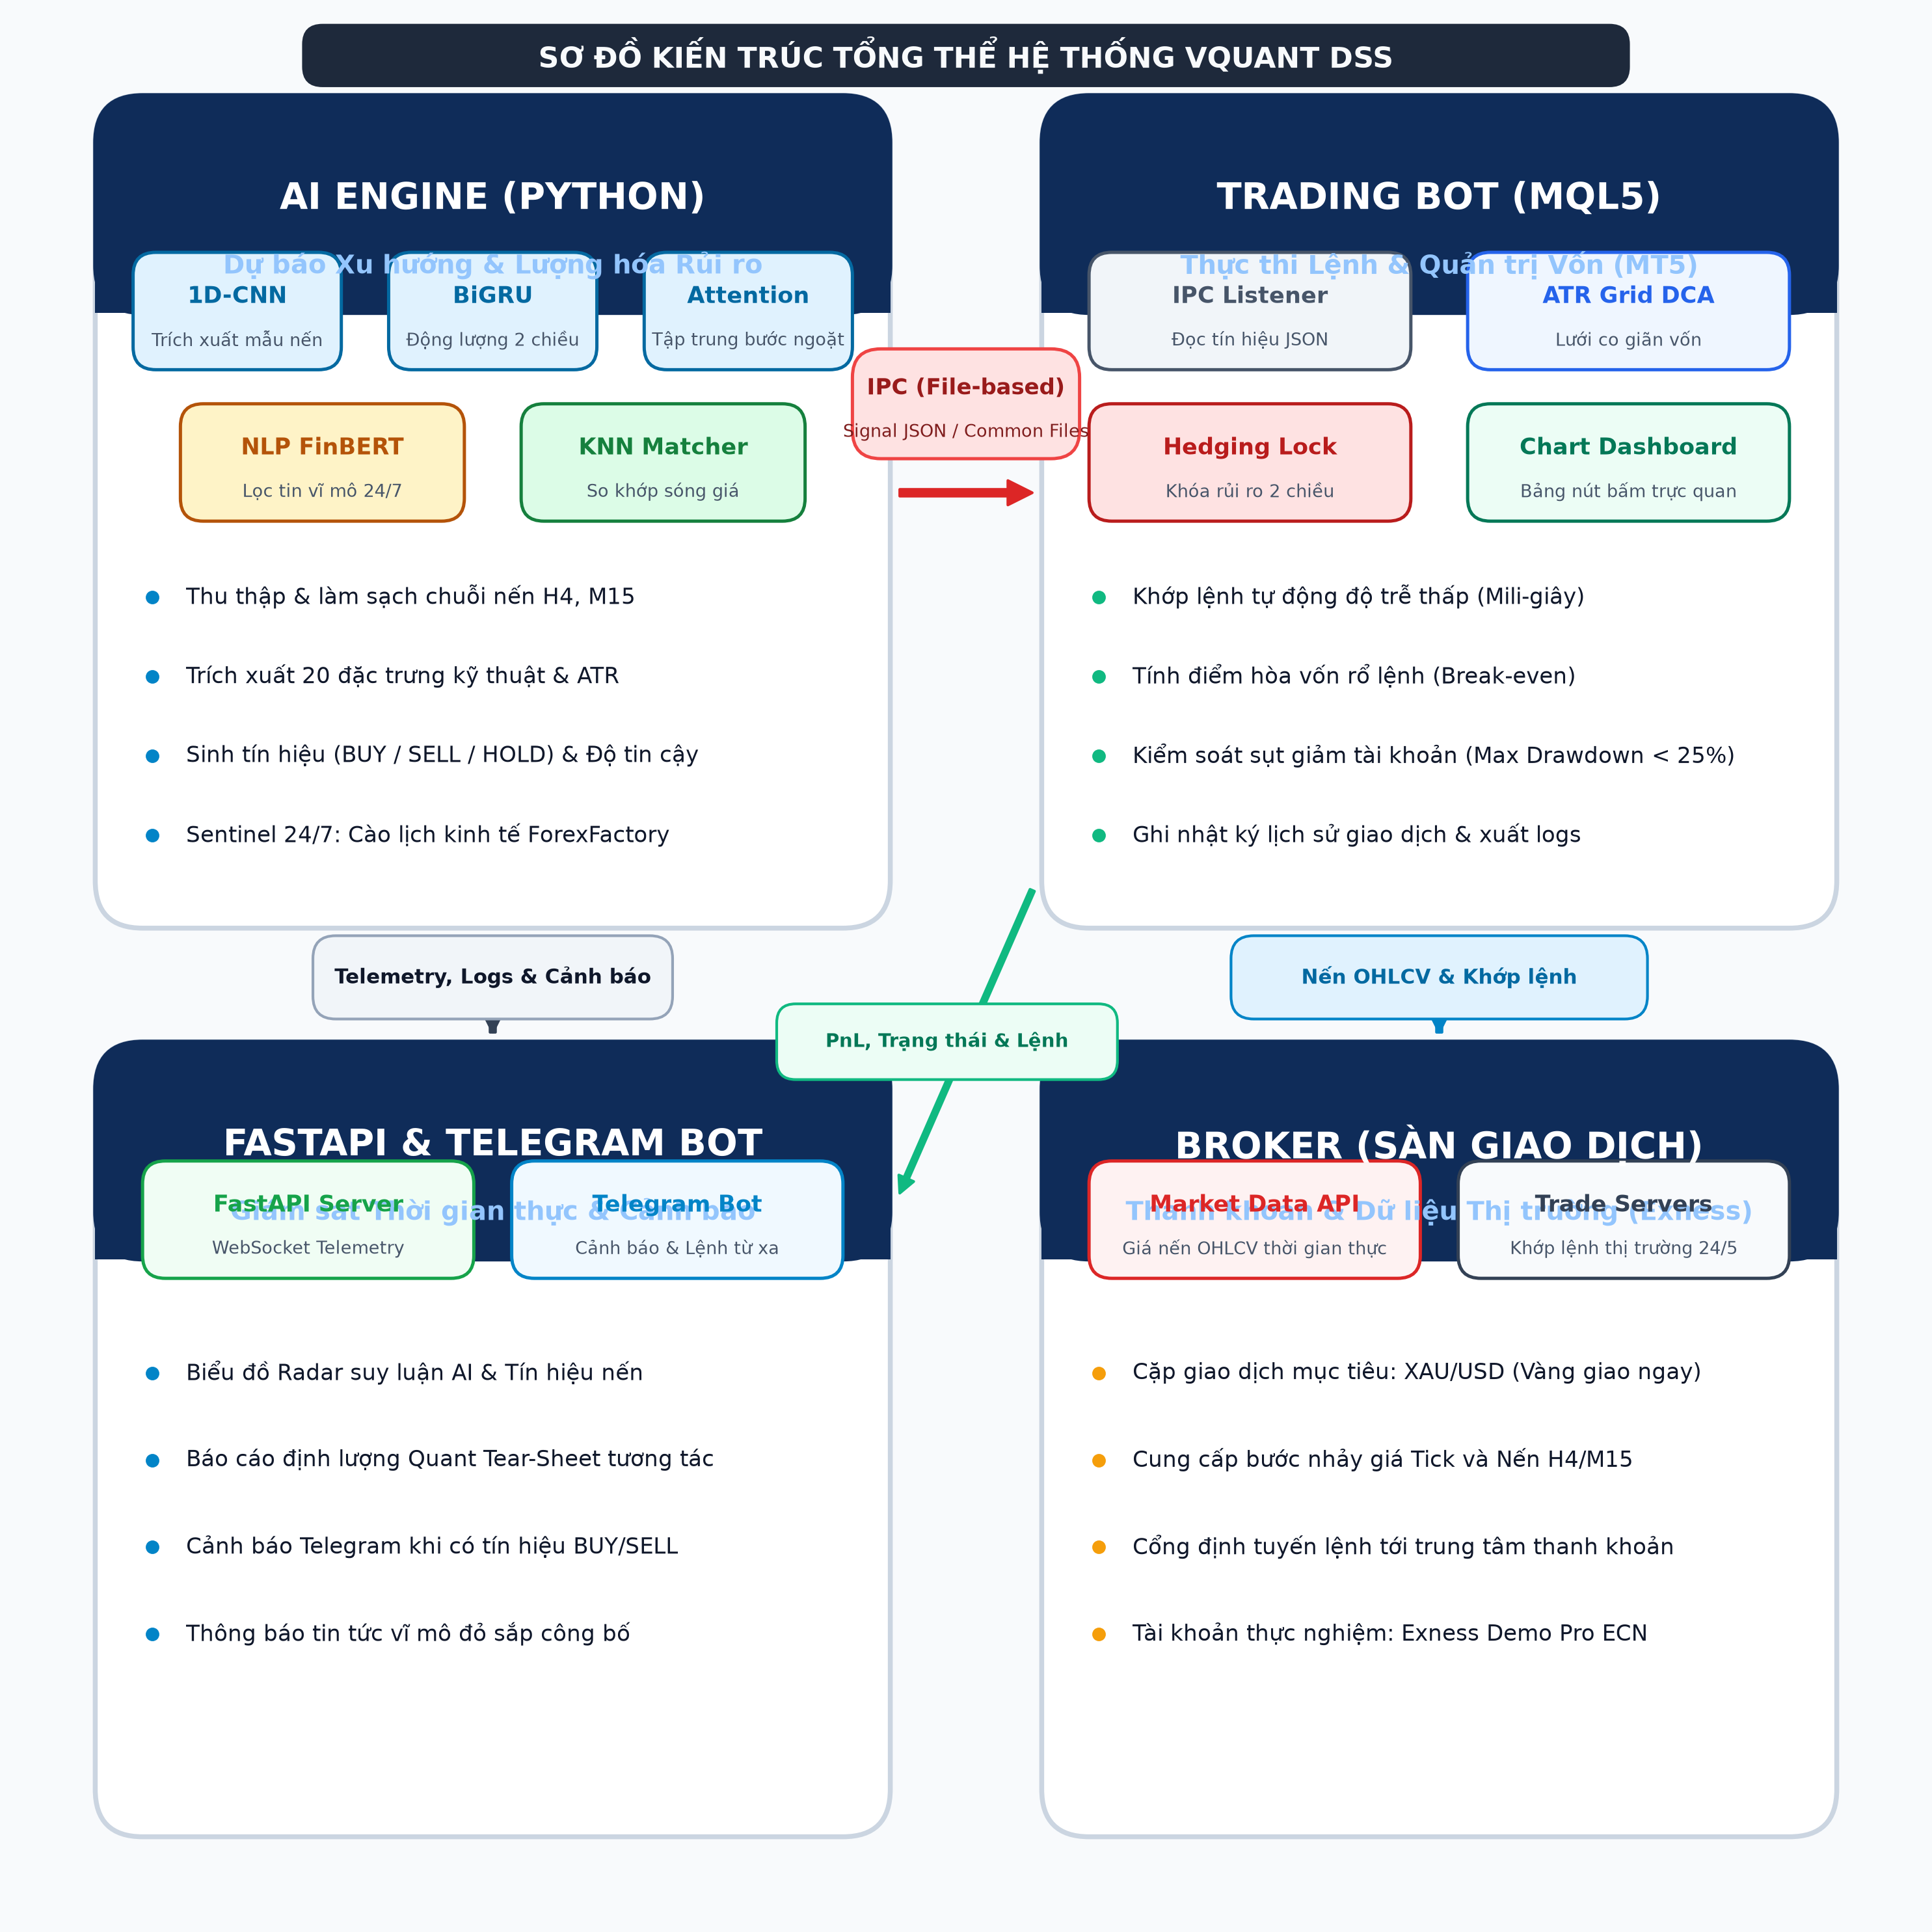 SƠ ĐỒ KIẾN TRÚC TỔNG THỂ HỆ THỐNG VQUANT DSS
AI ENGINE (PYTHON)
Dự báo Xu hướng & Lượng hóa Rủi ro
1D-CNN
Trích xuất mẫu nến
BiGRU
Động lượng 2 chiều
Attention
Tập trung bước ngoặt
NLP FinBERT
Lọc tin vĩ mô 24/7
KNN Matcher
So khớp sóng giá
Thu thập & làm sạch chuỗi nến H4, M15
Trích xuất 20 đặc trưng kỹ thuật & ATR
Sinh tín hiệu (BUY / SELL / HOLD) & Độ tin cậy
Sentinel 24/7: Cào lịch kinh tế ForexFactory
IPC (File-based)
Signal JSON / Common Files
TRADING BOT (MQL5)
Thực thi Lệnh & Quản trị Vốn (MT5)
IPC Listener
Đọc tín hiệu JSON
ATR Grid DCA
Lưới co giãn vốn
Hedging Lock
Khóa rủi ro 2 chiều
Chart Dashboard
Bảng nút bấm trực quan
Khớp lệnh tự động độ trễ thấp (Mili-giây)
Tính điểm hòa vốn rổ lệnh (Break-even)
Kiểm soát sụt giảm tài khoản (Max Drawdown < 25%)
Ghi nhật ký lịch sử giao dịch & xuất logs
Telemetry, Logs & Cảnh báo
PnL, Trạng thái & Lệnh
Nến OHLCV & Khớp lệnh
FASTAPI & TELEGRAM BOT
Giám sát Thời gian thực & Cảnh báo
FastAPI Server
WebSocket Telemetry
Telegram Bot
Cảnh báo & Lệnh từ xa
Biểu đồ Radar suy luận AI & Tín hiệu nến
Báo cáo định lượng Quant Tear-Sheet tương tác
Cảnh báo Telegram khi có tín hiệu BUY/SELL
Thông báo tin tức vĩ mô đỏ sắp công bố
BROKER (SÀN GIAO DỊCH)
Thanh khoản & Dữ liệu Thị trường (Exness)
Market Data API
Giá nến OHLCV thời gian thực
Trade Servers
Khớp lệnh thị trường 24/5
Cặp giao dịch mục tiêu: XAU/USD (Vàng giao ngay)
Cung cấp bước nhảy giá Tick và Nến H4/M15
Cổng định tuyến lệnh tới trung tâm thanh khoản
Tài khoản thực nghiệm: Exness Demo Pro ECN